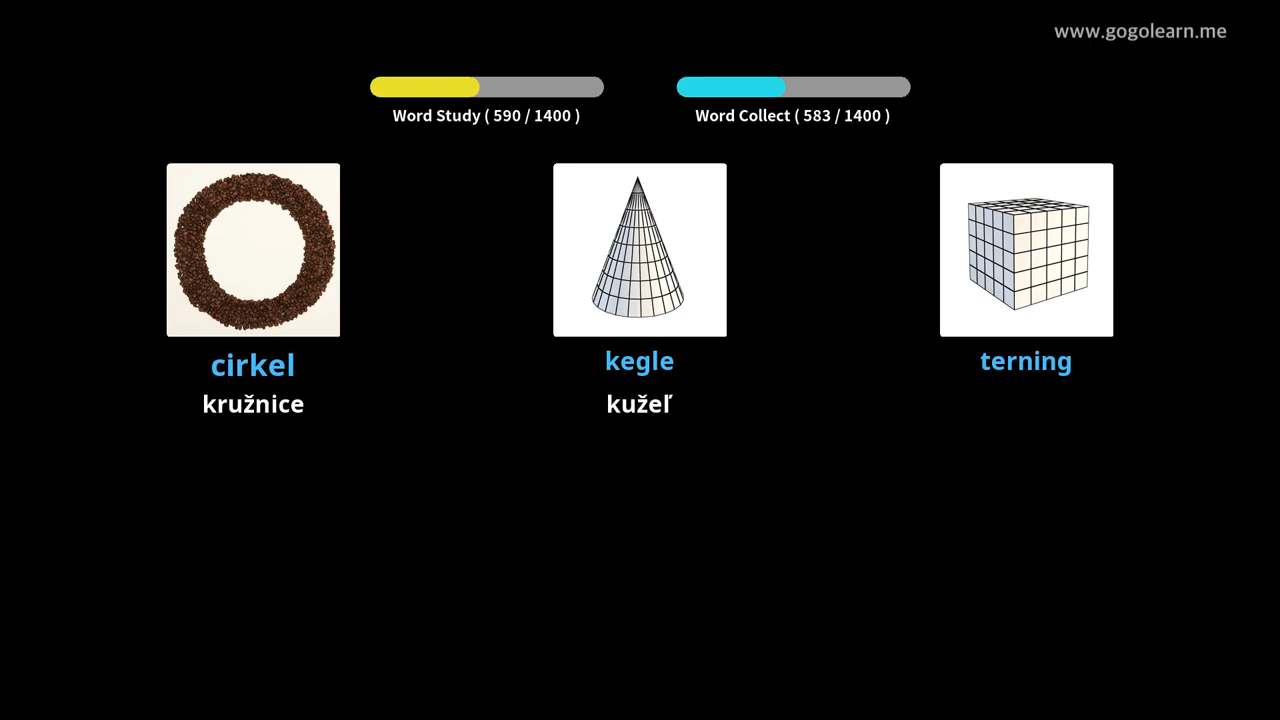 www.gogolearn.me
Word Study ( 590 / 1400 )
Word Collect ( 583 / 1400 )
cirkel
kegle
terning
kružnice
kužeľ